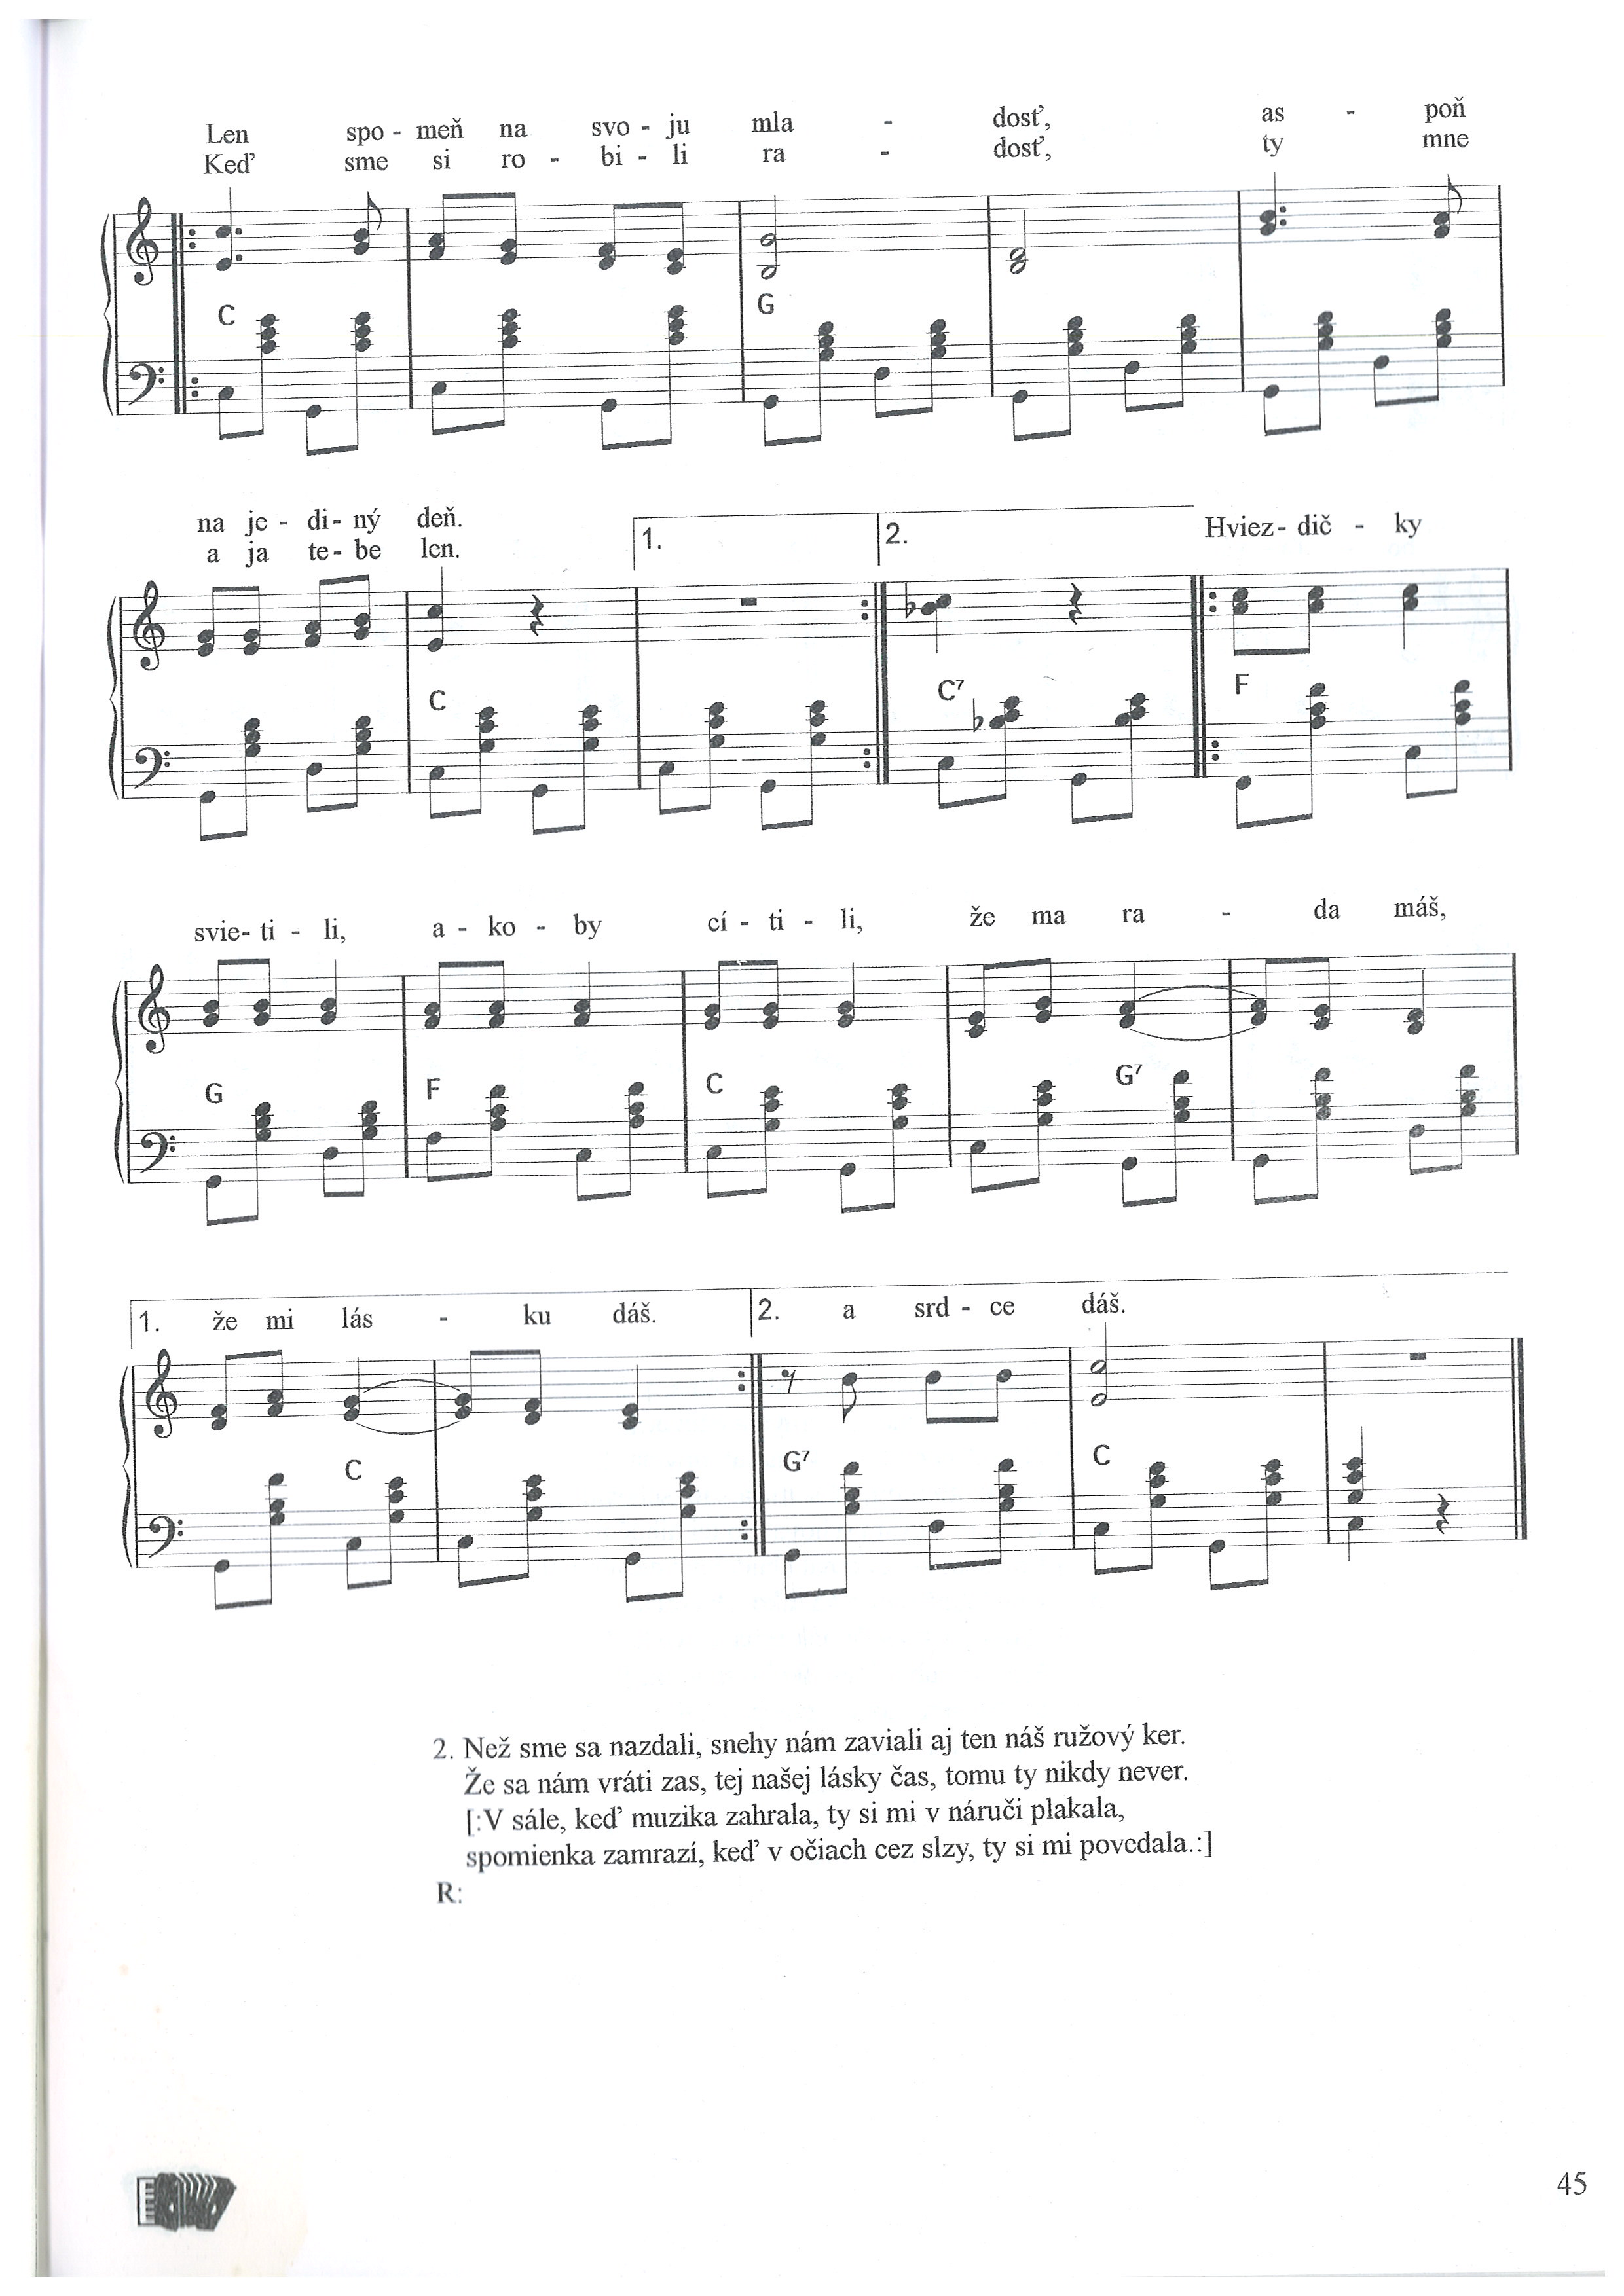 Len spo - meň na svo - ju mla - dosť, as - poň
Keď sme si ro - bi - li ra - dosť, ty mne
C G
na je - di - ný deň. 1. 2. Hviez - dič - ky
a ja te - be len.
C C7 F
svie - ti - li, a - ko - by cí - ti - li, že ma ra - da máš,
G F C G7
1. že mi lás - ku dáš. 2. a srd - ce dáš.
C G7 C
2. Než sme sa nazdali, snehy nám zaviali aj ten náš ružový ker.
Že sa nám vráti zas, tej našej lásky čas, tomu ty nikdy never.
[:V sále, keď muzika zahrala, ty si mi v náruči plakala,
spomienka zamrazí, keď v očiach cez slzy, ty si mi povedala.:]
R:
45